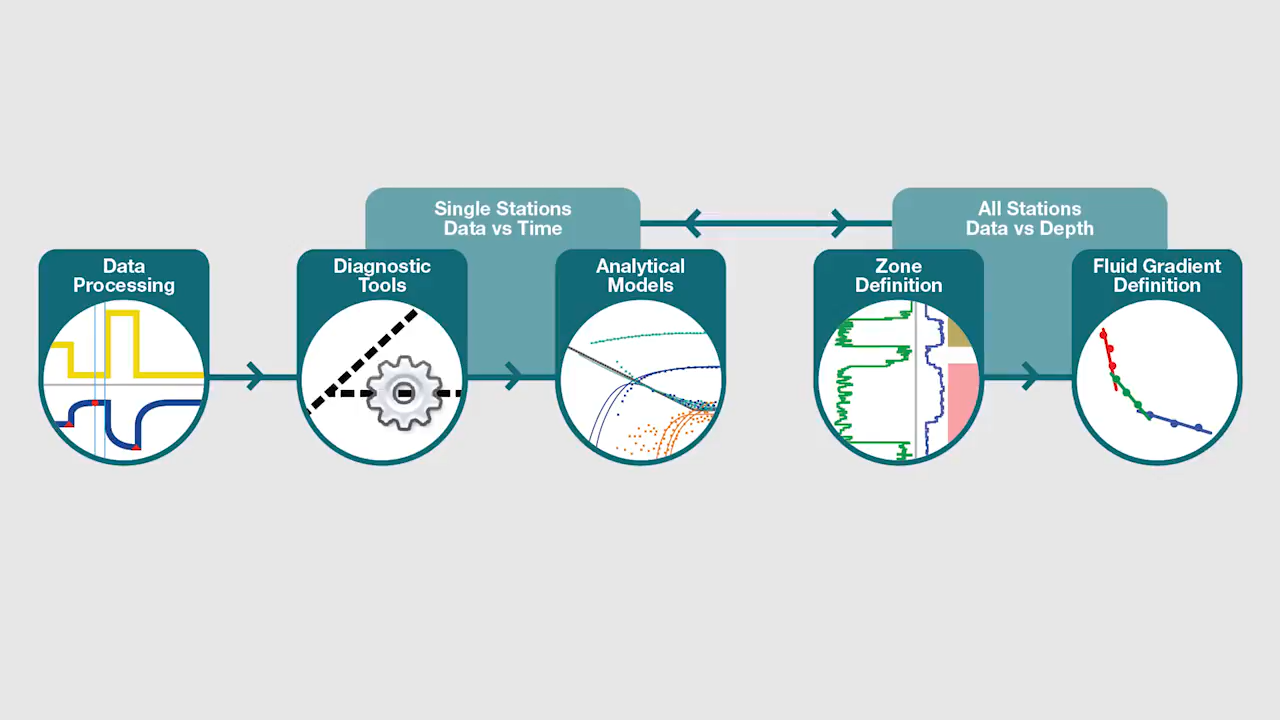 Single Stations
Data vs Time
All Stations
Data vs Depth
Data
Processing
Diagnostic
Tools
Analytical
Models
Zone
Definition
Fluid Gradient
Definition